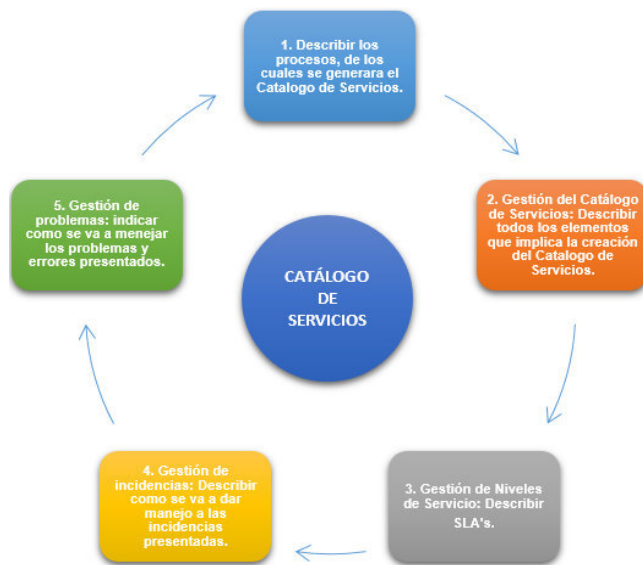 1. Describir los
procesos, de los
cuales se generara el
Catalogo de Servicios.
2. Gestión del Catálogo
de Servicios: Describir
todos los elementos
que implica la creación
del Catalogo de
Servicios.
3. Gestión de Niveles
de Servicio: Describir
SLA's.
4. Gestión de
incidencias: Describir
como se va a dar
manejo a las
incidencias
presentadas.
5. Gestión de
problemas: indicar
como se va a menejar
los problemas y
errores presentados.
CATÁLOGO
DE
SERVICIOS